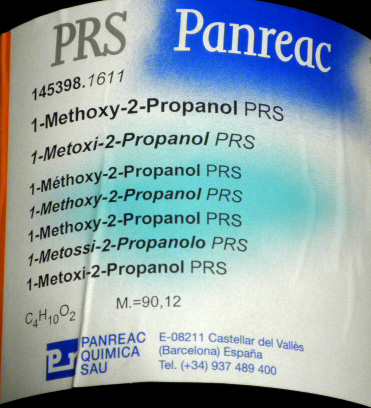 PRS Panreac
145398.1611
1-Methoxy-2-Propanol PRS
1-Metoxi-2-Propanol PRS
1-Méthoxy-2-Propanol PRS
1-Methoxy-2-Propanol PRS
1-Methoxy-2-Propanol PRS
1-Metossi-2-Propanolo PRS
1-Metoxi-2-Propanol PRS
C₄H₁₀O₂ M.=90,12
PANREAC
QUIMICA
SAU
E-08211 Castellar del Vallès
(Barcelona) España
Tel. (+34) 937 489 400